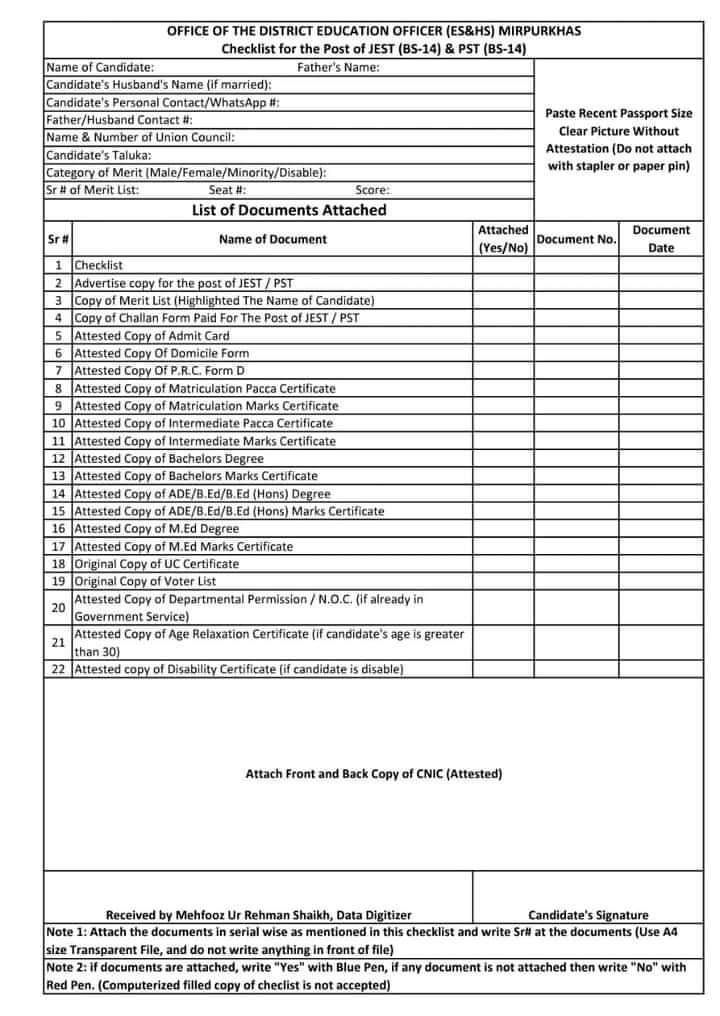 OFFICE OF THE DISTRICT EDUCATION OFFICER (ES&HS) MIRPURKHAS
Checklist for the Post of JEST (BS-14) & PST (BS-14)
Name of Candidate: Father's Name:
Candidate's Husband's Name (if married):
Candidate's Personal Contact/WhatsApp #:
Father/Husband Contact #:
Name & Number of Union Council:
Candidate's Taluka:
Category of Merit (Male/Female/Minority/Disable):
Sr # of Merit List: Seat #: Score:
Paste Recent Passport Size
Clear Picture Without
Attestation (Do not attach
with stapler or paper pin)
List of Documents Attached
Sr # Name of Document Attached (Yes/No) Document No. Document Date
1 Checklist
2 Advertise copy for the post of JEST / PST
3 Copy of Merit List (Highlighted The Name of Candidate)
4 Copy of Challan Form Paid For The Post of JEST / PST
5 Attested Copy of Admit Card
6 Attested Copy Of Domicile Form
7 Attested Copy Of P.R.C. Form D
8 Attested Copy of Matriculation Pacca Certificate
9 Attested Copy of Matriculation Marks Certificate
10 Attested Copy of Intermediate Pacca Certificate
11 Attested Copy of Intermediate Marks Certificate
12 Attested Copy of Bachelors Degree
13 Attested Copy of Bachelors Marks Certificate
14 Attested Copy of ADE/B.Ed/B.Ed (Hons) Degree
15 Attested Copy of ADE/B.Ed/B.Ed (Hons) Marks Certificate
16 Attested Copy of M.Ed Degree
17 Attested Copy of M.Ed Marks Certificate
18 Original Copy of UC Certificate
19 Original Copy of Voter List
20 Attested Copy of Departmental Permission / N.O.C. (if already in
Government Service)
21 Attested Copy of Age Relaxation Certificate (if candidate's age is greater
than 30)
22 Attested copy of Disability Certificate (if candidate is disable)
Attach Front and Back Copy of CNIC (Attested)
Received by Mehfooz Ur Rehman Shaikh, Data Digitizer Candidate's Signature
Note 1: Attach the documents in serial wise as mentioned in this checklist and write Sr# at the documents (Use A4
size Transparent File, and do not write anything in front of file)
Note 2: if documents are attached, write "Yes" with Blue Pen, if any document is not attached then write "No" with
Red Pen. (Computerized filled copy of checlist is not accepted)